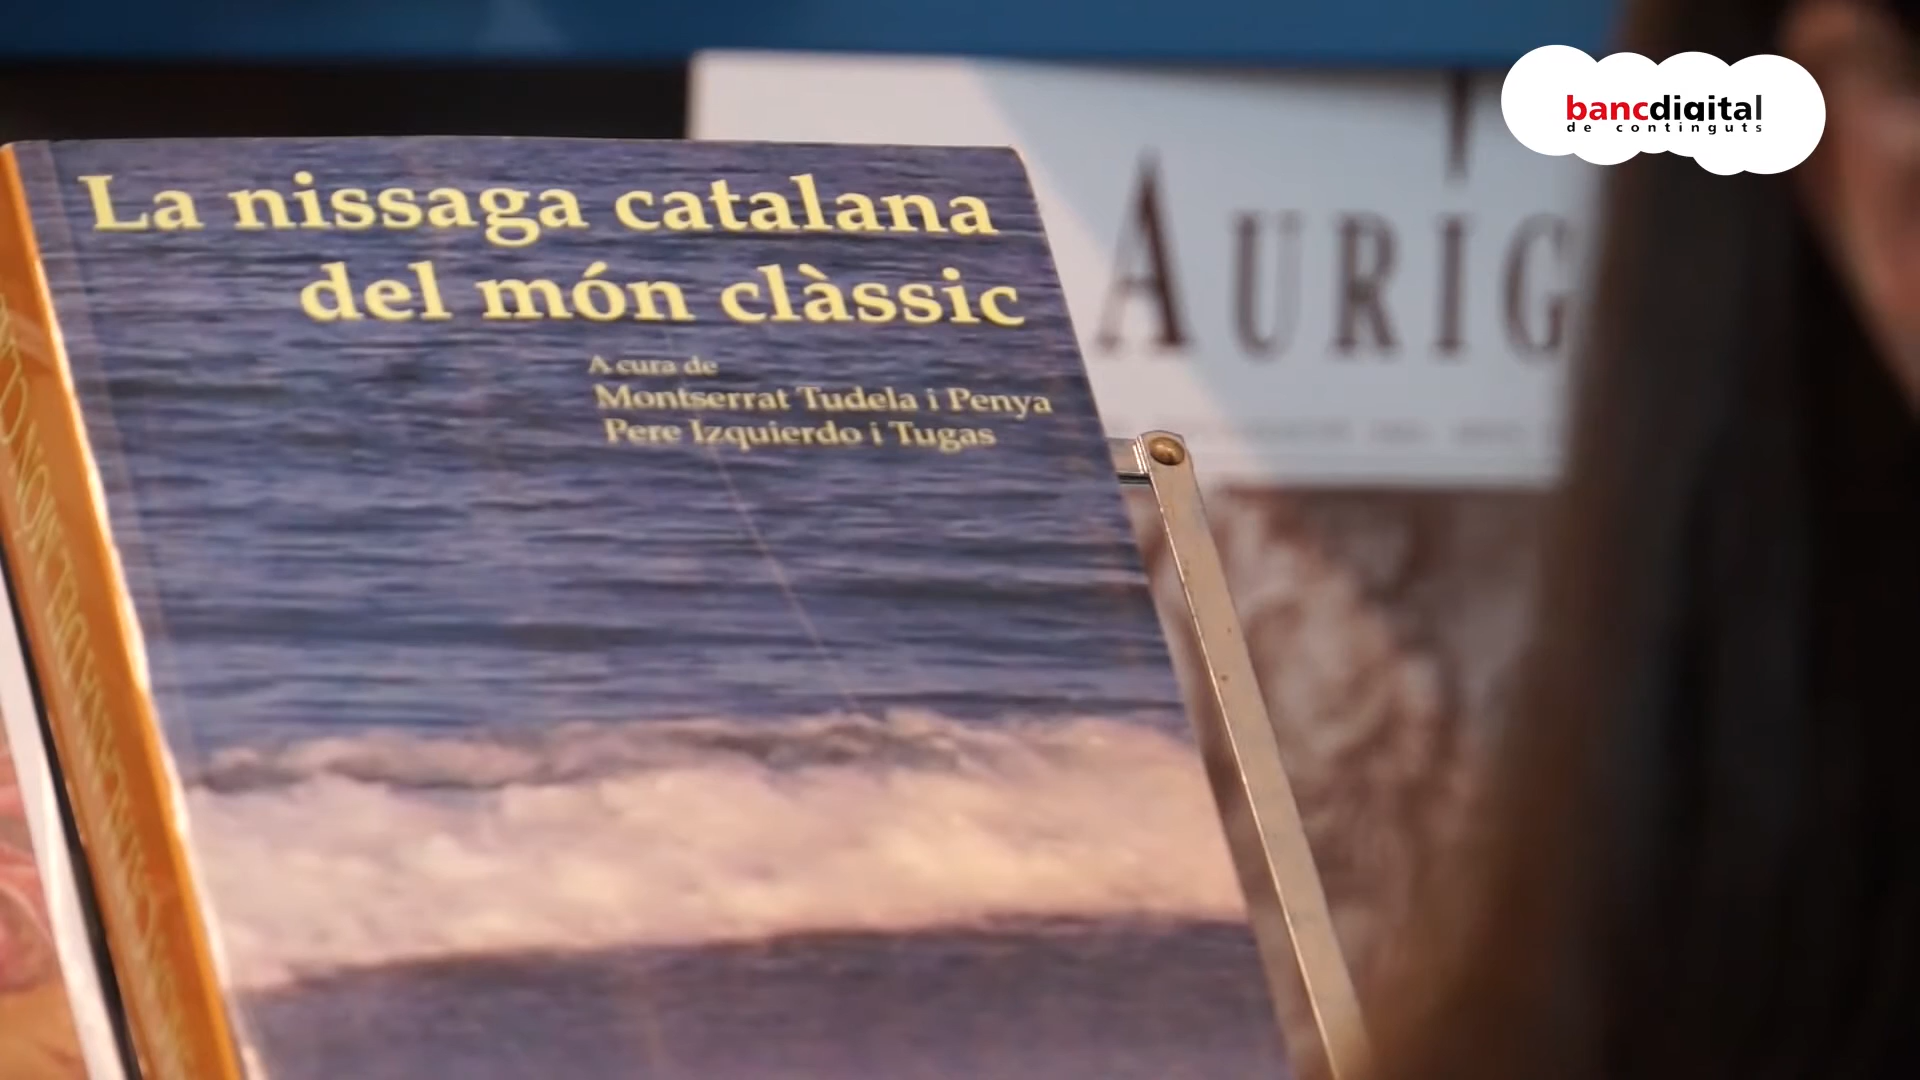 La nissaga catalana
del món clàssic
A cura de
Montserrat Tudela i Penya
Pere Izquierdo i Tugas
AURIG
bancdigital
de continguts